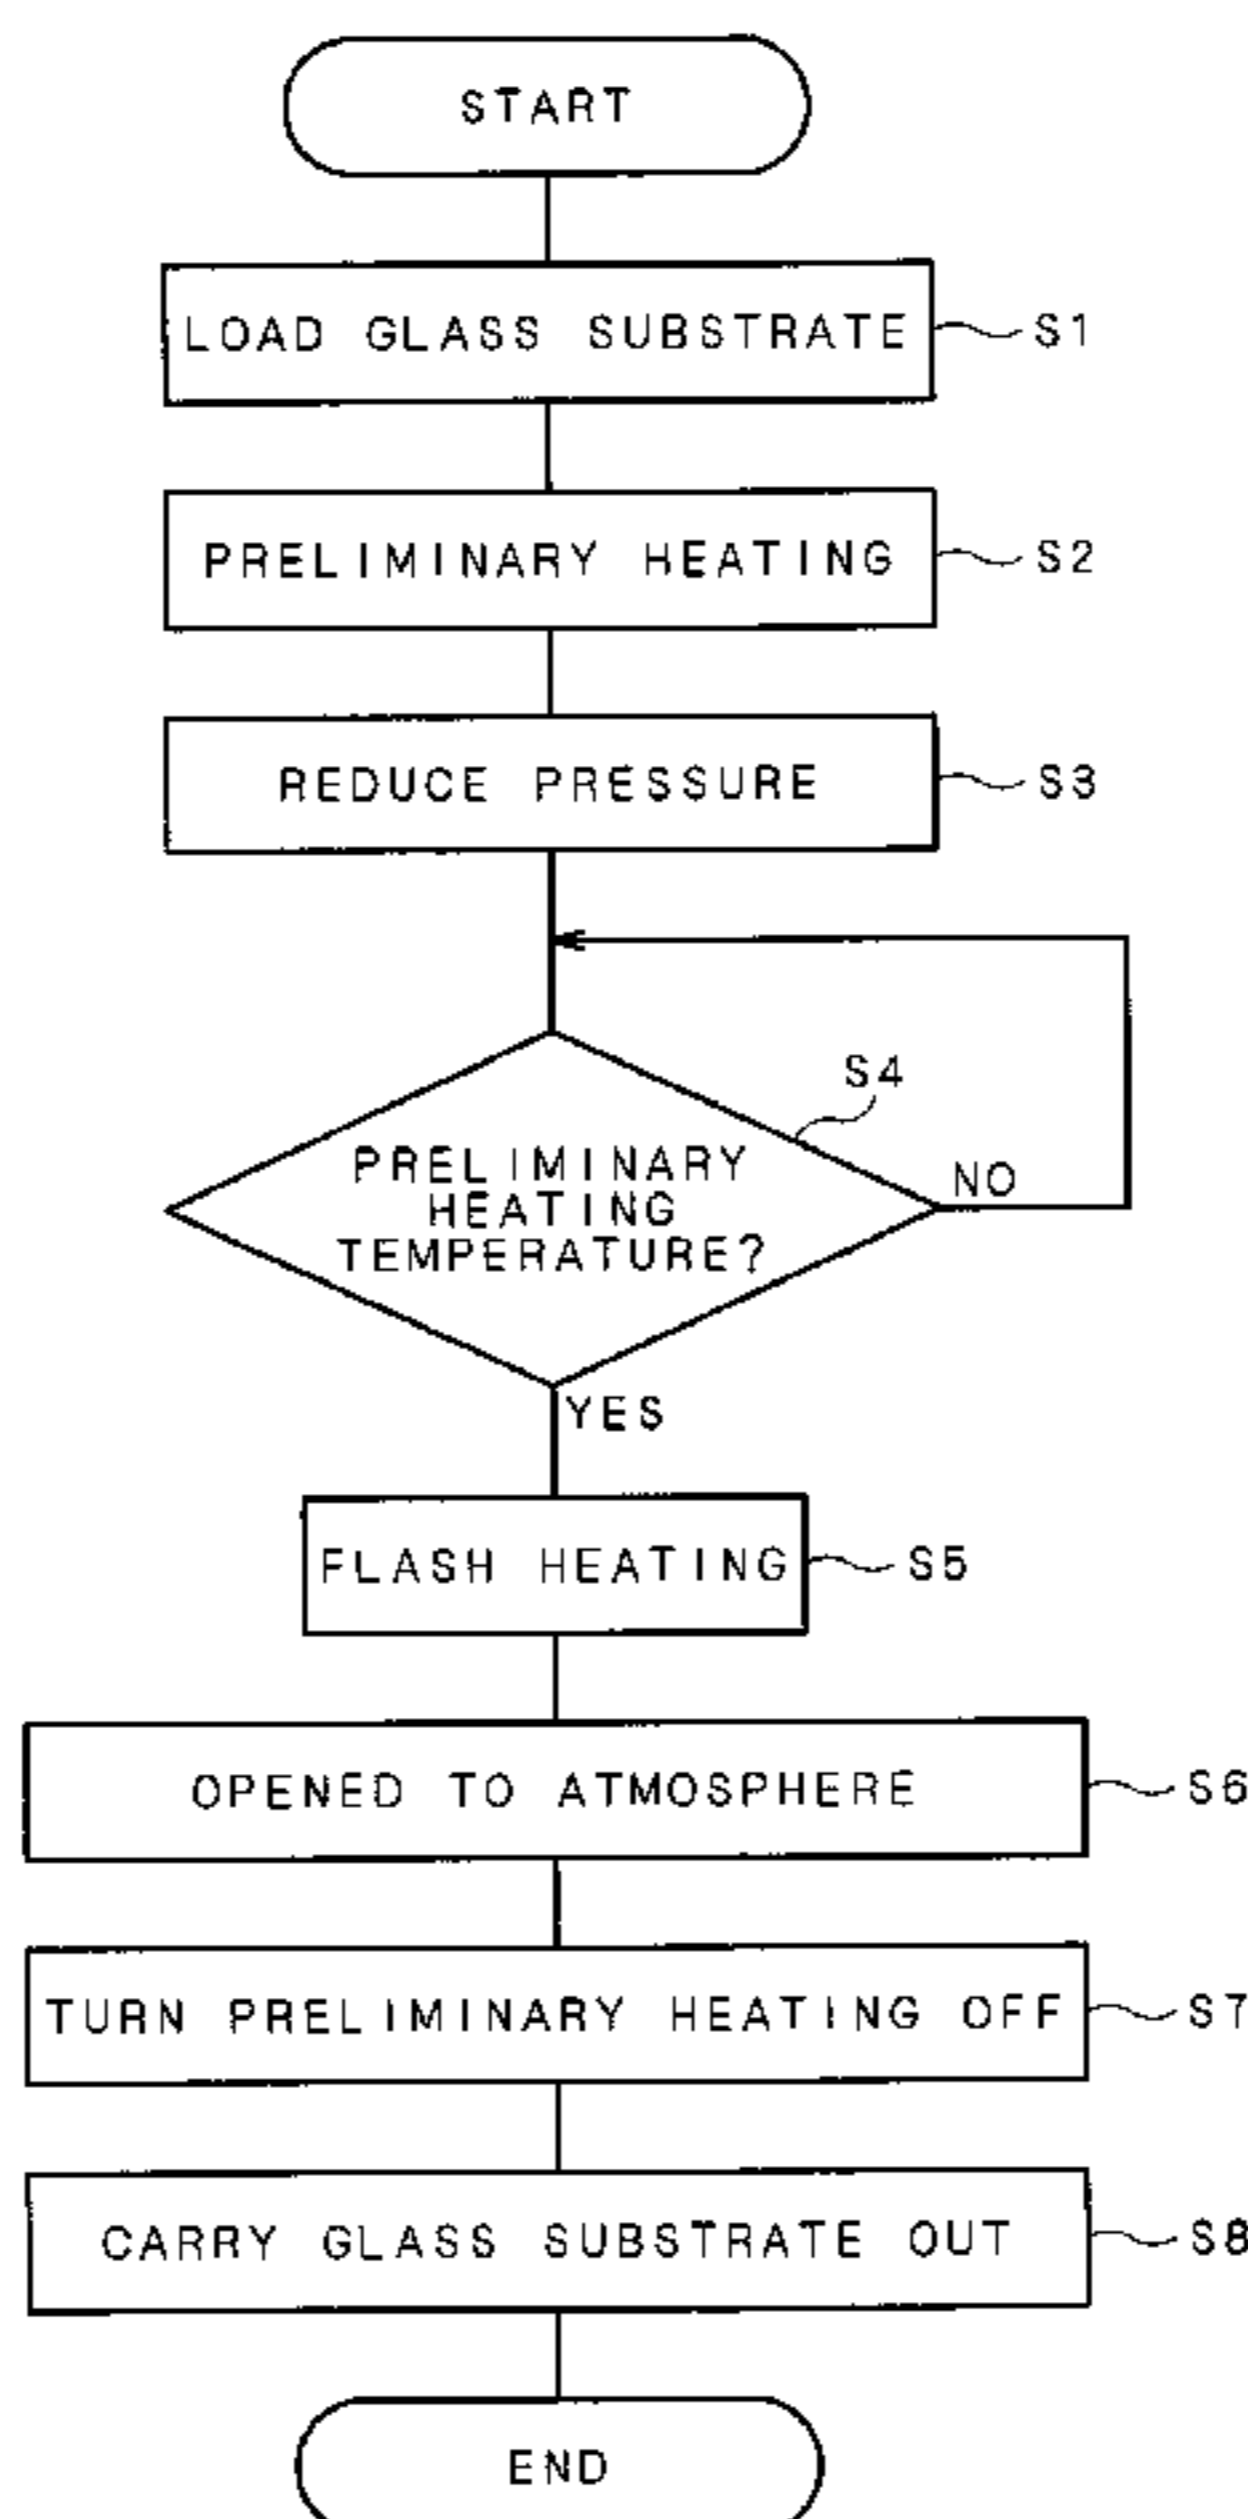 START
LOAD GLASS SUBSTRATE S1
PRELIMINARY HEATING S2
REDUCE PRESSURE S3
S4
PRELIMINARY
HEATING
TEMPERATURE?
NO
YES
FLASH HEATING S5
OPENED TO ATMOSPHERE S6
TURN PRELIMINARY HEATING OFF S7
CARRY GLASS SUBSTRATE OUT S8
END